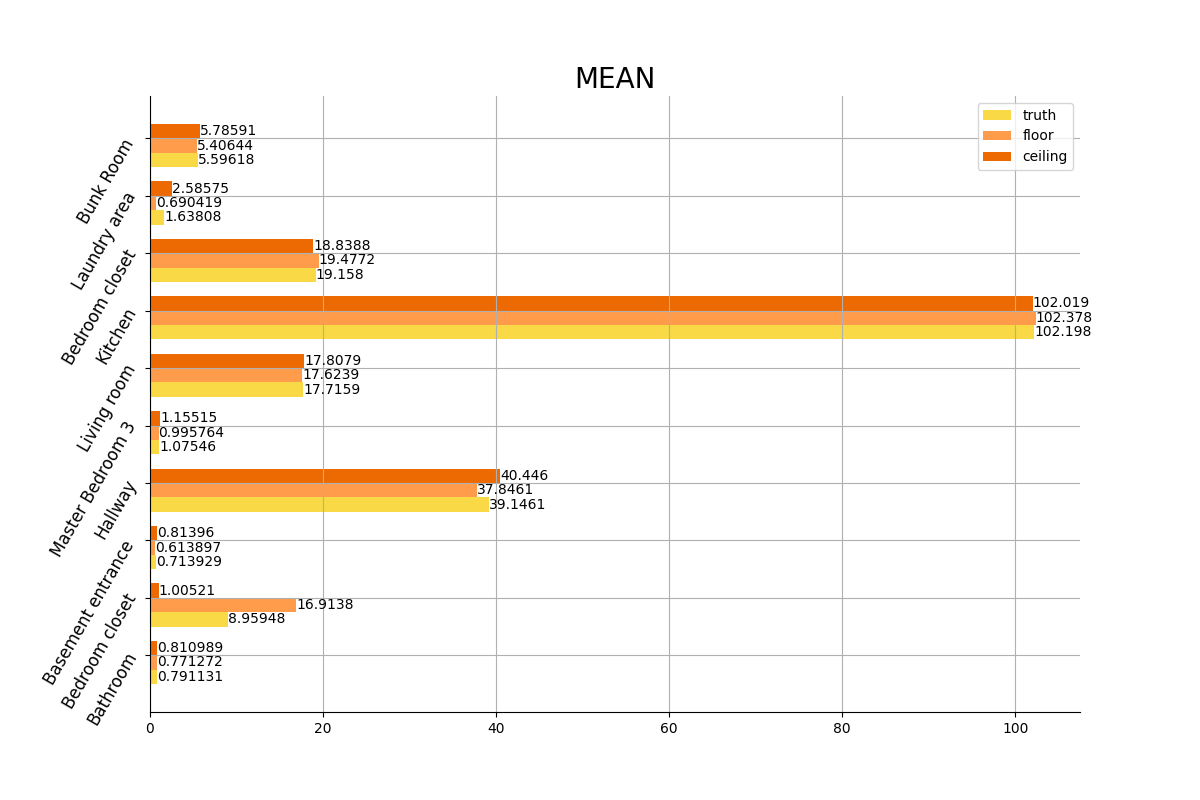 MEAN
truth
floor
ceiling
Bunk Room
5.78591
5.40644
5.59618
Laundry area
2.58575
0.690419
1.63808
Bedroom closet
18.8388
19.4772
19.158
Kitchen
102.019
102.378
102.198
Living room
17.8079
17.6239
17.7159
Master Bedroom 3
1.15515
0.995764
1.07546
Hallway
40.446
37.8461
39.1461
Basement entrance
0.81396
0.613897
0.713929
Bedroom closet
1.00521
16.9138
8.95948
Bathroom
0.810989
0.771272
0.791131
0 20 40 60 80 100